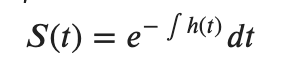 S(t) = e^{- ∫ h(t)} dt